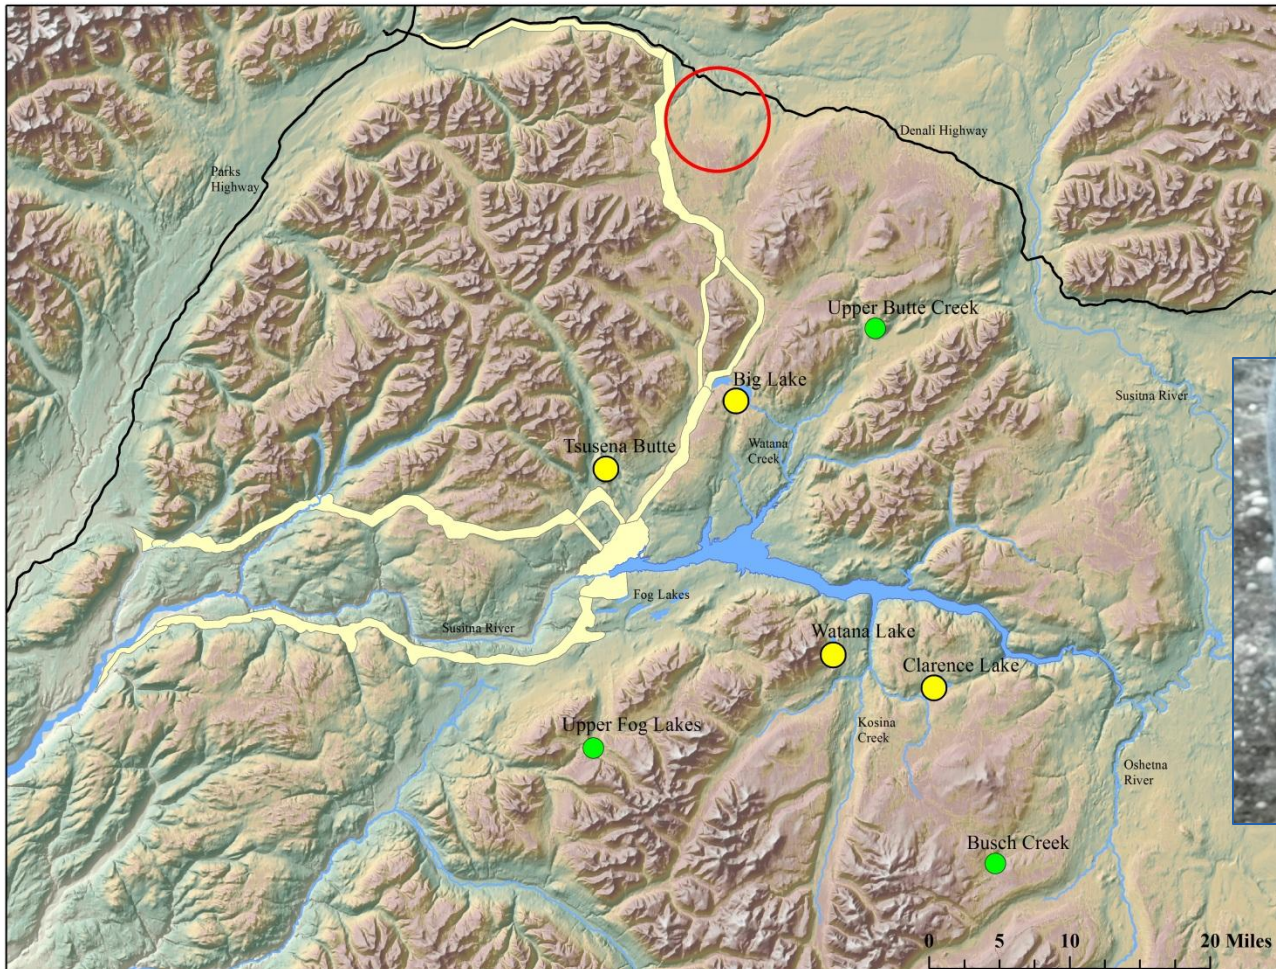 Denali Highway
Parks
Highway
Upper Butte Creek
Big Lake
Susitna River
Tsusena Butte
Watana
Creek
Fog Lakes
Susitna River
Watana Lake
Clarence Lake
Upper Fog Lakes
Kosina
Creek
Oshetna
River
Busch Creek
0 5 10 20 Miles